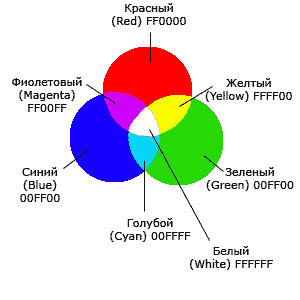 Красный
(Red) FF0000
Фиолетовый
(Magenta)
FF00FF
Желтый
(Yellow) FFFF00
Синий
(Blue)
00FF00
Зеленый
(Green) 00FF00
Голубой
(Cyan) 00FFFF
Белый
(White) FFFFFF